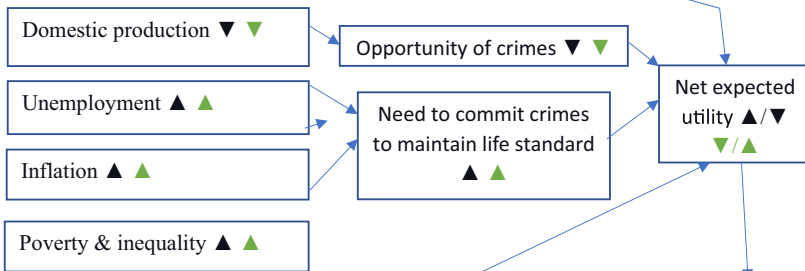 Domestic production ▼ ▼
Opportunity of crimes ▼ ▼
Unemployment ▲ ▲
Need to commit crimes
to maintain life standard
▲ ▲
Net expected
utility ▲/▼
▼/▲
Inflation ▲ ▲
Poverty & inequality ▲ ▲